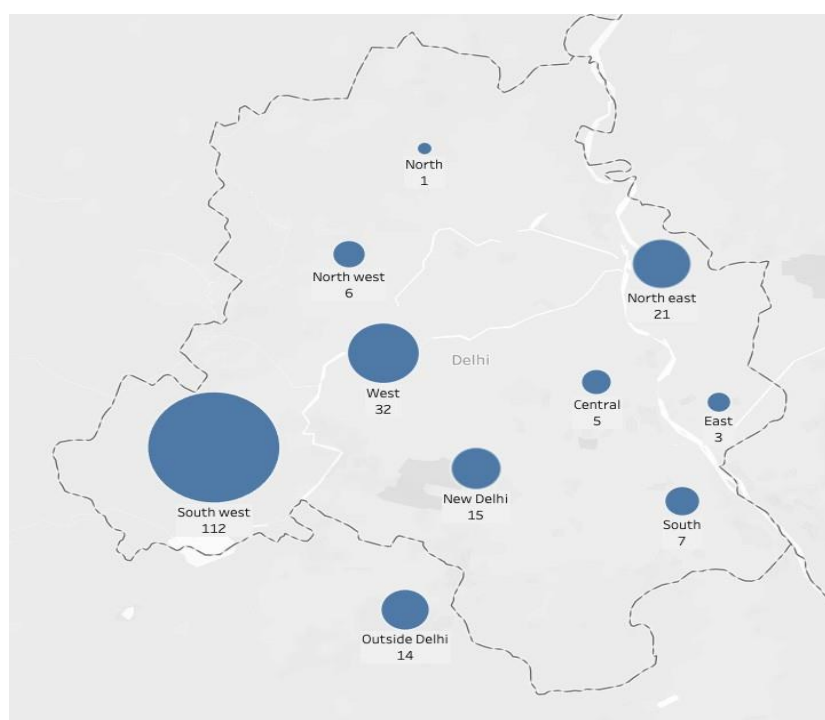 North
1
North west
6
North east
21
West
32
Delhi
Central
5
East
3
South west
112
New Delhi
15
South
7
Outside Delhi
14